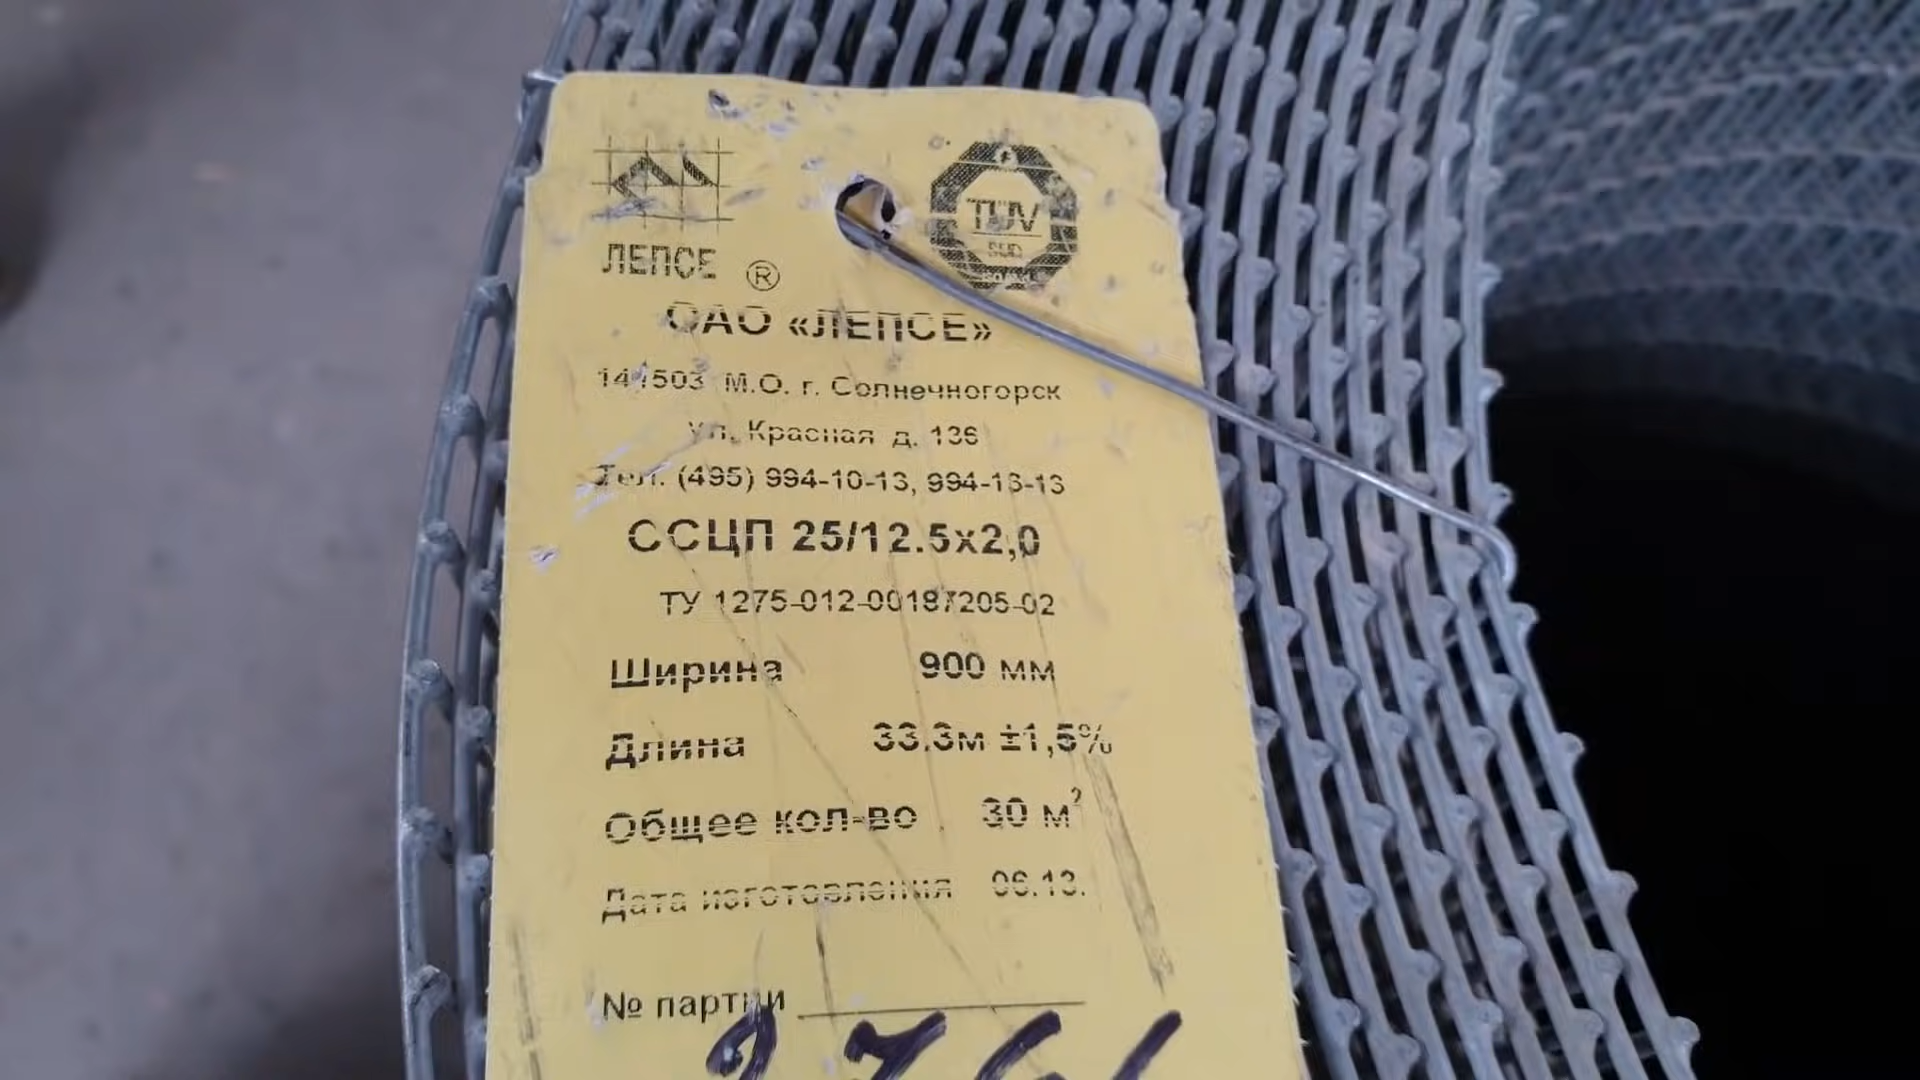 ЛЕПСЕ ®
TÜV
SUD
ОАО «ЛЕПСЕ»
141503 М.О. г. Солнечногорск
ул. Красная д. 136
Тел. (495) 994-10-13, 994-13-13
ССЦП 25/12.5х2,0
ТУ 1275-012-00187205-02
Ширина 900 мм
Длина 33.3м ±1,5%
Общее кол-во 30 м²
Дата изготовления 06.13.
№ партии